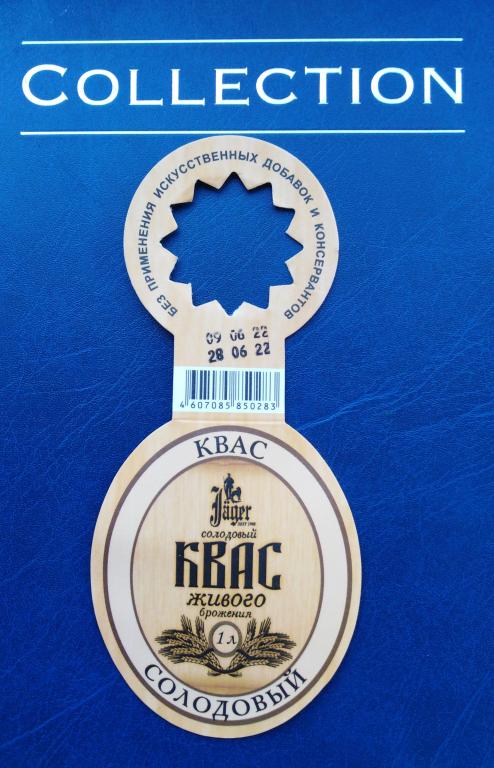 COLLECTION
БЕЗ ПРИМЕНЕНИЯ ИСКУССТВЕННЫХ ДОБАВОК И КОНСЕРВАНТОВ
09 06 22
28 06 22
4 607085 850283
КВАС
Jäger
солодовый
КВАС
живого
брожения
1 л
СОЛОДОВЫЙ